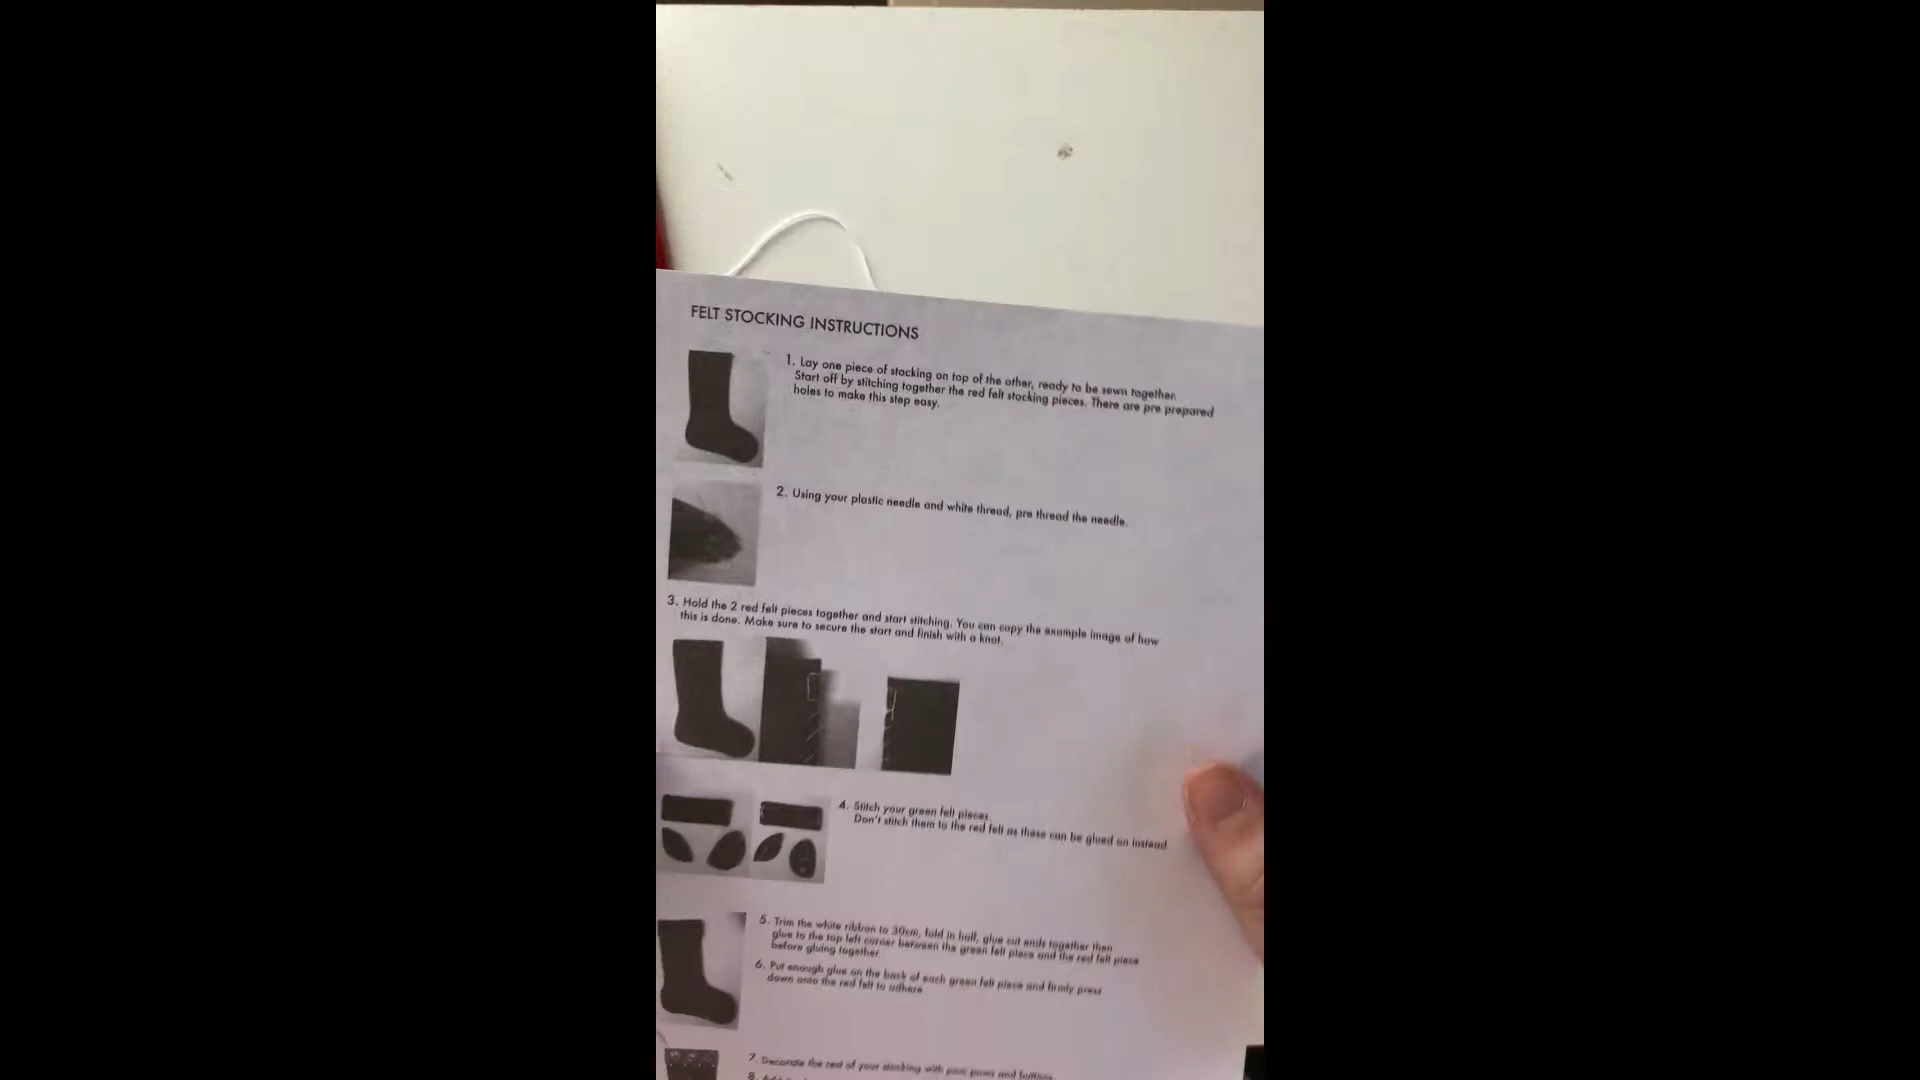 FELT STOCKING INSTRUCTIONS
1. Lay one piece of stocking on top of the other, ready to be sewn together.
Start off by stitching together the red felt stocking pieces. There are pre prepared
holes to make this step easy.
2. Using your plastic needle and white thread, pre thread the needle.
3. Hold the 2 red felt pieces together and start stitching. You can copy the example image of how
this is done. Make sure to secure the start and finish with a knot.
4. Stitch your green felt pieces.
Don't stitch them to the red felt as these can be glued on instead.
5. Trim the white ribbon to 30cm, fold in half, glue cut ends together then
glue to the top left corner between the green felt piece and the red felt piece
before gluing together.
6. Put enough glue on the back of each green felt piece and firmly press
down onto the red felt to adhere.
7. Decorate the rest of your stocking with pom poms and buttons.
8.